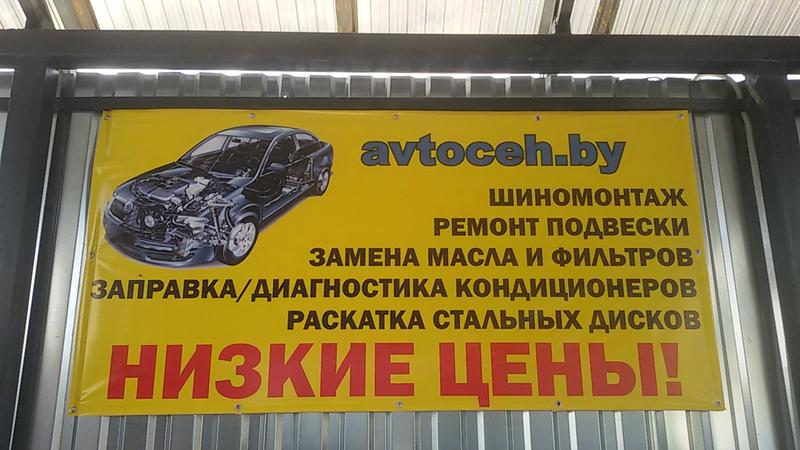 avtoceh.by
ШИНОМОНТАЖ
РЕМОНТ ПОДВЕСКИ
ЗАМЕНА МАСЛА И ФИЛЬТРОВ
ЗАПРАВКА/ДИАГНОСТИКА КОНДИЦИОНЕРОВ
РАСКАТКА СТАЛЬНЫХ ДИСКОВ
НИЗКИЕ ЦЕНЫ!